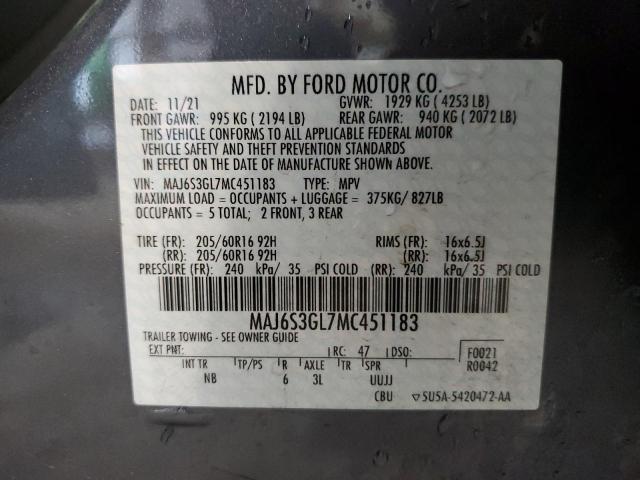 MFD. BY FORD MOTOR CO.
DATE: 11/21 GVWR: 1929 KG ( 4253 LB)
FRONT GAWR: 995 KG ( 2194 LB) REAR GAWR: 940 KG ( 2072 LB)
THIS VEHICLE CONFORMS TO ALL APPLICABLE FEDERAL MOTOR
VEHICLE SAFETY AND THEFT PREVENTION STANDARDS
IN EFFECT ON THE DATE OF MANUFACTURE SHOWN ABOVE.
VIN: MAJ6S3GL7MC451183 TYPE: MPV
MAXIMUM LOAD = OCCUPANTS + LUGGAGE = 375KG/ 827LB
OCCUPANTS = 5 TOTAL; 2 FRONT, 3 REAR
TIRE (FR): 205/60R16 92H RIMS (FR): 16x6.5J
(RR): 205/60R16 92H (RR): 16x6.5J
PRESSURE (FR): 240 kPa/ 35 PSI COLD (RR): 240 kPa/ 35 PSI COLD
MAJ6S3GL7MC451183
TRAILER TOWING - SEE OWNER GUIDE
EXT PNT: RC: 47 DSO: F0021
INT TR TP/PS R AXLE TR SPR R0042
NB 6 3L UUJJ
CBU ▽5U5A-5420472-AA